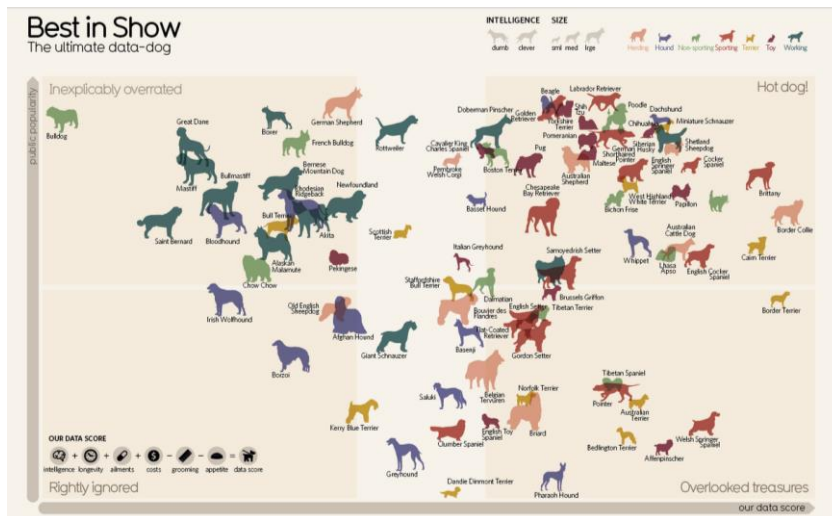 Best in Show
The ultimate data-dog
INTELLIGENCE
SIZE
dumb
clever
sml
med
lrge
Herding
Hound
Non-sporting
Sporting
Terrier
Toy
Working
public popularity
Inexplicably overrated
Hot dog!
Bulldog
Great Dane
Boxer
German Shepherd
French Bulldog
Rottweiler
Mastiff
Bullmastiff
Bernese
Mountain Dog
Rhodesian
Ridgeback
Newfoundland
Bull Terrier
Saint Bernard
Bloodhound
Akita
Alaskan
Malamute
Chow Chow
Pekingese
Scottish
Terrier
Doberman Pinscher
Cavalier King
Charles Spaniel
Pembroke
Welsh Corgi
Boston Terrier
Pug
Basset Hound
Beagle
Golden
Retriever
Labrador Retriever
Yorkshire
Terrier
Shih
Tzu
Pomeranian
Poodle
Chihuahua
Dachshund
Miniature Schnauzer
Shetland
Sheepdog
Siberian
Husky
German
Shorthaired
Pointer
Maltese
Australian
Shepherd
English
Springer
Spaniel
Cocker
Spaniel
Brittany
Chesapeake
Bay Retriever
West Highland
White Terrier
Bichon Frise
Papillon
Border Collie
Whippet
Australian
Cattle Dog
Lhasa
Apso
English Cocker
Spaniel
Cairn Terrier
Italian Greyhound
Staffordshire
Bull Terrier
Dalmatian
Samoyed
Irish Setter
Brussels Griffon
Tibetan Terrier
English Setter
Border Terrier
Irish Wolfhound
Old English
Sheepdog
Afghan Hound
Borzoi
Giant Schnauzer
Bouvier des
Flandres
Flat-Coated
Retriever
Basenji
Gordon Setter
Belgian
Tervuren
Saluki
Norfolk Terrier
Briard
Kerry Blue Terrier
Clumber Spaniel
English Toy
Spaniel
Tibetan Spaniel
Pointer
Australian
Terrier
Bedlington Terrier
Affenpinscher
Welsh Springer
Spaniel
Greyhound
Dandie Dinmont Terrier
Pharaoh Hound
OUR DATA SCORE
intelligence + longevity + ailments + costs - grooming - appetite = data score
Rightly ignored
Overlooked treasures
our data score